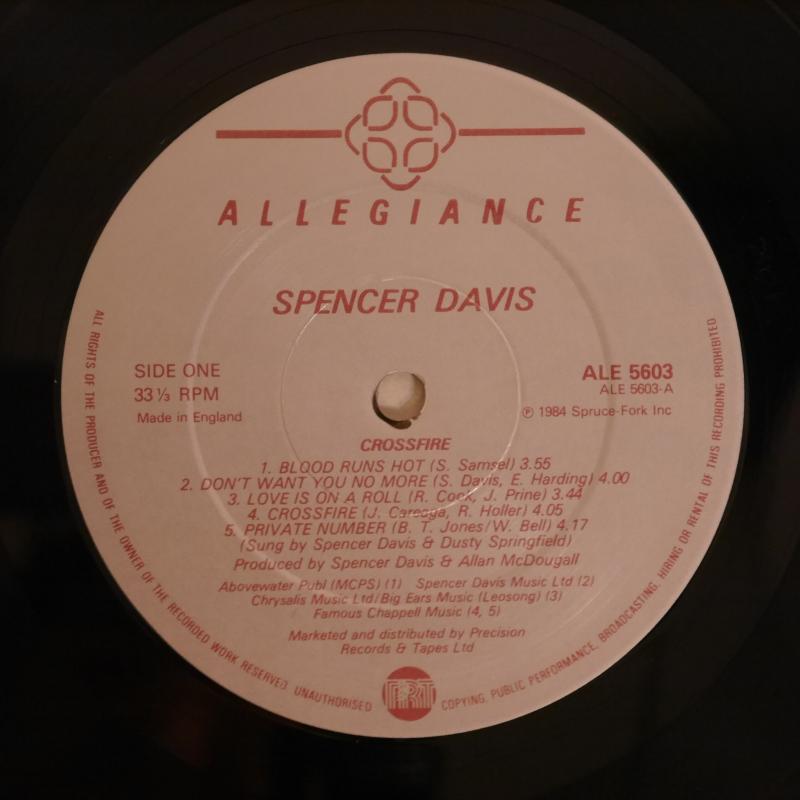 ALLEGIANCE
SPENCER DAVIS
SIDE ONE
33 ⅓ RPM
Made in England
ALE 5603
ALE 5603-A
℗ 1984 Spruce-Fork Inc
CROSSFIRE
1. BLOOD RUNS HOT (S. Samsel) 3.55
2. DON'T WANT YOU NO MORE (S. Davis, E. Harding) 4.00
3. LOVE IS ON A ROLL (R. Cook, J. Prine) 3.44
4. CROSSFIRE (J. Careaga, R. Holler) 4.05
5. PRIVATE NUMBER (B. T. Jones/W. Bell) 4.17
(Sung by Spencer Davis & Dusty Springfield)
Produced by Spencer Davis & Allan McDougall
Abovewater Publ (MCPS) (1) Spencer Davis Music Ltd (2)
Chrysalis Music Ltd/Big Ears Music (Leosong) (3)
Famous Chappell Music (4, 5)
Marketed and distributed by Precision
Records & Tapes Ltd
PRT
ALL RIGHTS OF THE PRODUCER AND OF THE OWNER OF THE RECORDED WORK RESERVED. UNAUTHORISED COPYING, PUBLIC PERFORMANCE, BROADCASTING, HIRING OR RENTAL OF THIS RECORDING PROHIBITED